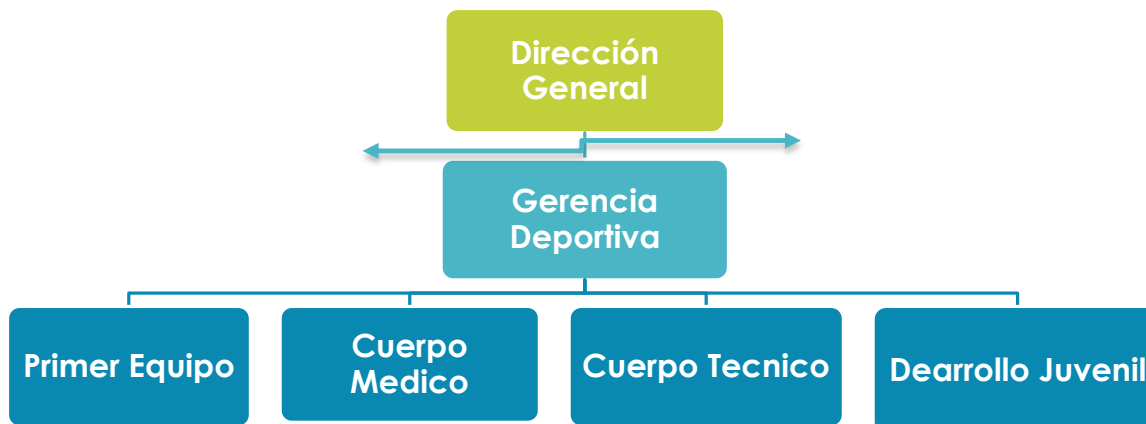 Dirección
General
Gerencia
Deportiva
Primer Equipo
Cuerpo
Medico
Cuerpo Tecnico
Dearrollo Juvenil